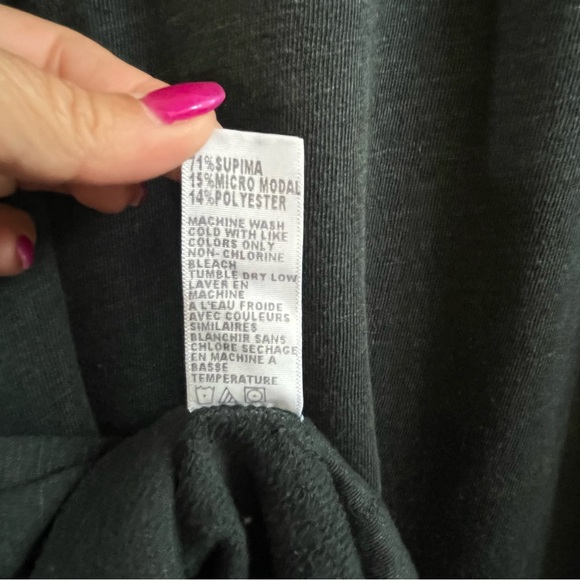 71%SUPIMA
15%MICRO MODAL
14%POLYESTER
MACHINE WASH
COLD WITH LIKE
COLORS ONLY
NON-CHLORINE
BLEACH
TUMBLE DRY LOW
LAVER EN
MACHINE
A L'EAU FROIDE
AVEC COULEURS
SIMILAIRES
BLANCHIR SANS
CHLORE SECHAGE
EN MACHINE A
BASSE
TEMPERATURE